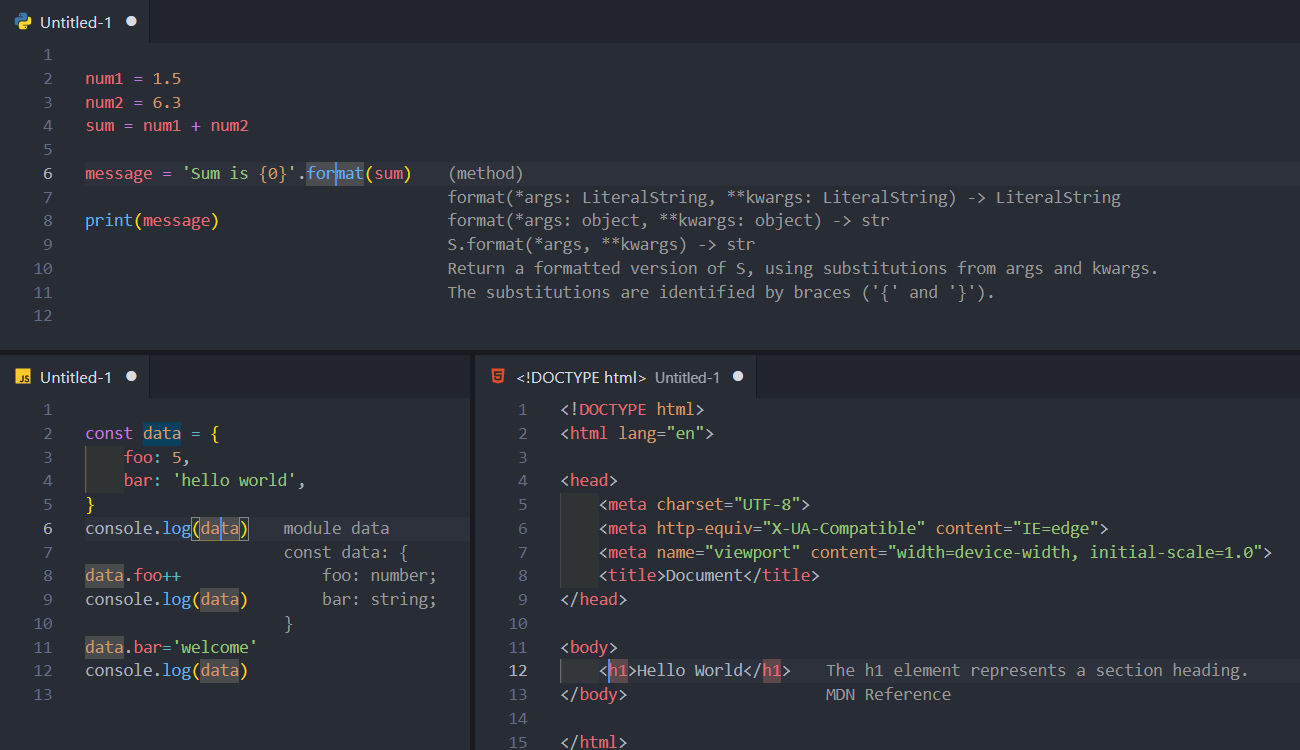 Untitled-1
1
2 num1 = 1.5
3 num2 = 6.3
4 sum = num1 + num2
5
6 message = 'Sum is {0}'.format(sum) (method)
7 format(*args: LiteralString, **kwargs: LiteralString) -> LiteralString
8 print(message) format(*args: object, **kwargs: object) -> str
9 S.format(*args, **kwargs) -> str
10 Return a formatted version of S, using substitutions from args and kwargs.
11 The substitutions are identified by braces ('{' and '}').
12
JS Untitled-1
1
2 const data = {
3 foo: 5,
4 bar: 'hello world',
5 }
6 console.log(data) module data
7 const data: {
8 data.foo++ foo: number;
9 console.log(data) bar: string;
10 }
11 data.bar='welcome'
12 console.log(data)
13
5 <!DOCTYPE html> Untitled-1
1 <!DOCTYPE html>
2 <html lang="en">
3
4 <head>
5 <meta charset="UTF-8">
6 <meta http-equiv="X-UA-Compatible" content="IE=edge">
7 <meta name="viewport" content="width=device-width, initial-scale=1.0">
8 <title>Document</title>
9 </head>
10
11 <body>
12 <h1>Hello World</h1> The h1 element represents a section heading.
13 </body> MDN Reference
14
15 </html>